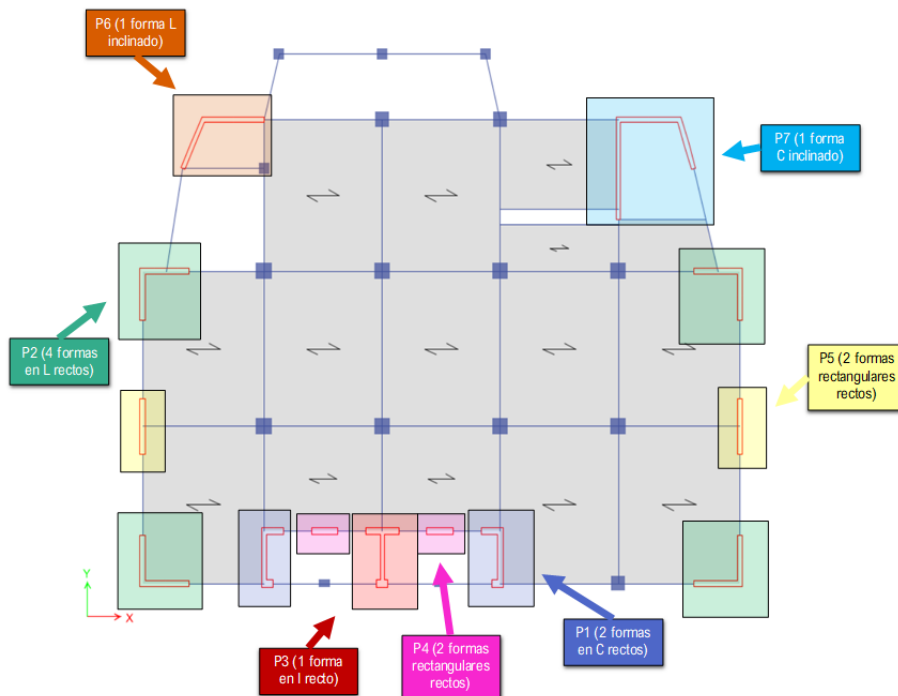 P6 (1 forma L
inclinado)
P7 (1 forma
C inclinado)
P2 (4 formas
en L rectos)
P5 (2 formas
rectangulares
rectos)
Y
X
P3 (1 forma
en I recto)
P4 (2 formas
rectangulares
rectos)
P1 (2 formas
en C rectos)